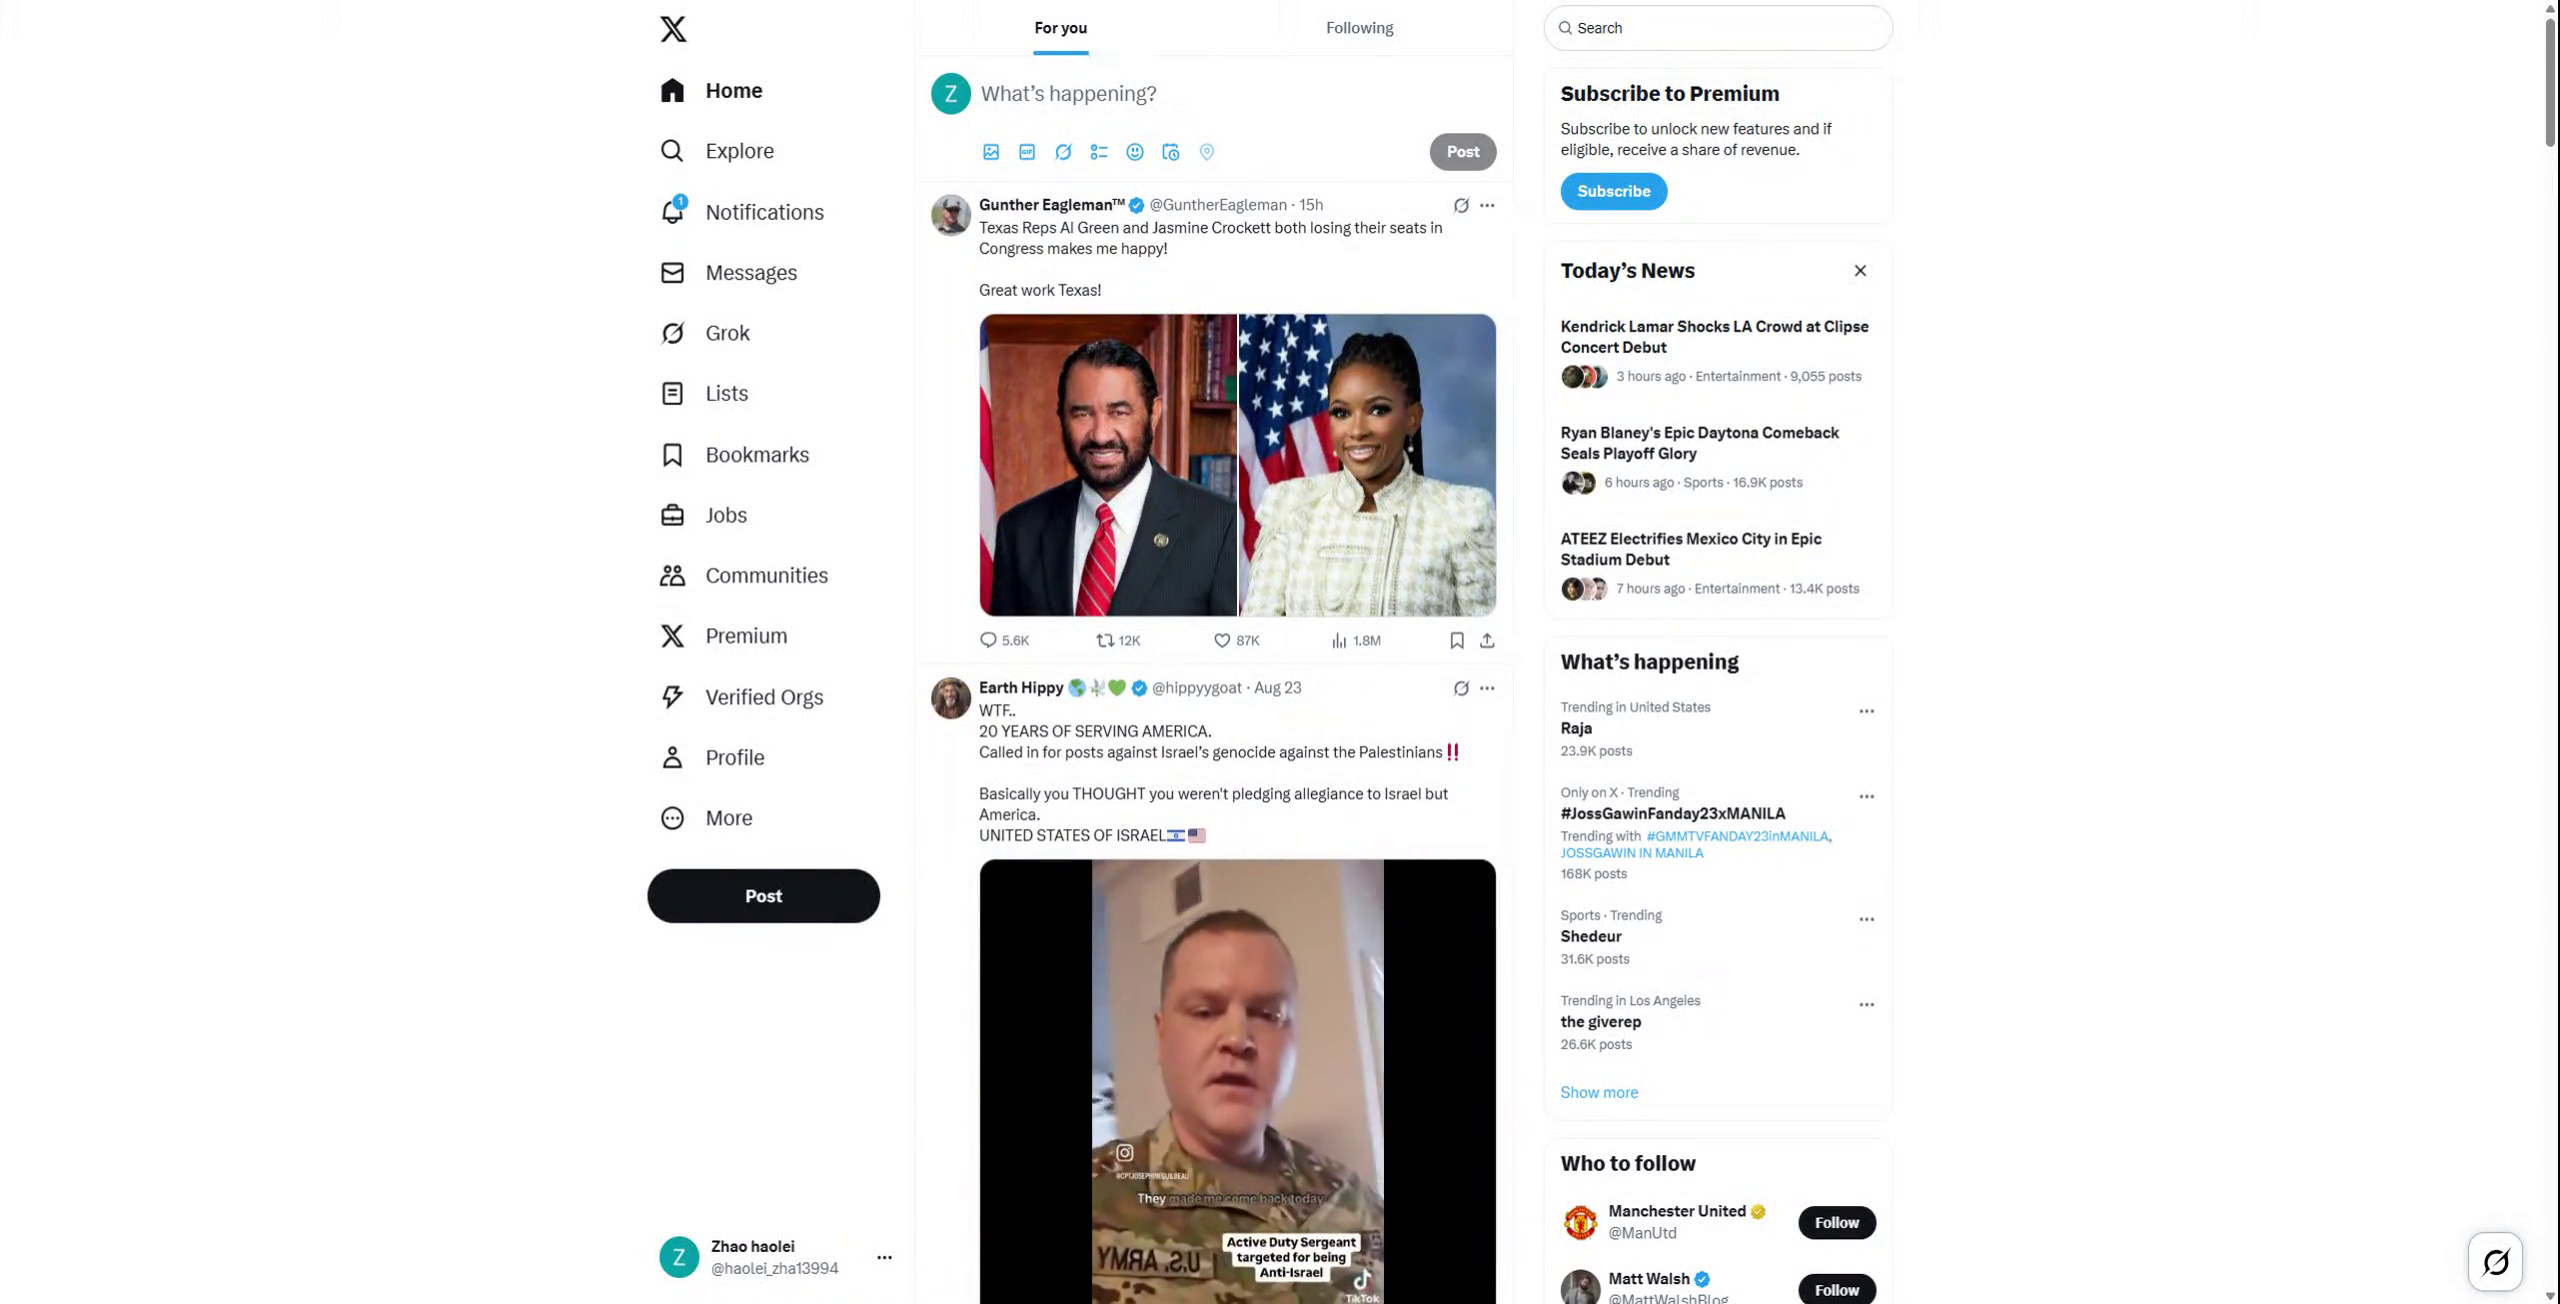 Home
Explore
1
Notifications
Messages
Grok
Lists
Bookmarks
Jobs
Communities
Premium
Verified Orgs
Profile
More
Post
Z
Zhao haolei
@haolei_zha13994
For you
Following
Z
What's happening?
GIF
Post
Gunther Eagleman™ @GuntherEagleman · 15h
Texas Reps Al Green and Jasmine Crockett both losing their seats in
Congress makes me happy!
Great work Texas!
5.6K
12K
87K
1.8M
Earth Hippy @hippyygoat · Aug 23
WTF..
20 YEARS OF SERVING AMERICA.
Called in for posts against Israel's genocide against the Palestinians‼️
Basically you THOUGHT you weren't pledging allegiance to Israel but
America.
UNITED STATES OF ISRAEL🇮🇱🇺🇸
@CPTJOSEPHINEGUILBEAU
They made me come back today
U.S. ARMY
Active Duty Sergeant
targeted for being
Anti-Israel
TikTok
Search
Subscribe to Premium
Subscribe to unlock new features and if
eligible, receive a share of revenue.
Subscribe
Today's News
Kendrick Lamar Shocks LA Crowd at Clipse
Concert Debut
3 hours ago · Entertainment · 9,055 posts
Ryan Blaney's Epic Daytona Comeback
Seals Playoff Glory
6 hours ago · Sports · 16.9K posts
ATEEZ Electrifies Mexico City in Epic
Stadium Debut
7 hours ago · Entertainment · 13.4K posts
What's happening
Trending in United States
Raja
23.9K posts
Only on X · Trending
#JossGawinFanday23xMANILA
Trending with #GMMTVFANDAY23inMANILA,
JOSSGAWIN IN MANILA
168K posts
Sports · Trending
Shedeur
31.6K posts
Trending in Los Angeles
the giverep
26.6K posts
Show more
Who to follow
Manchester United
@ManUtd
Follow
Matt Walsh
@MattWalshBlog
Follow